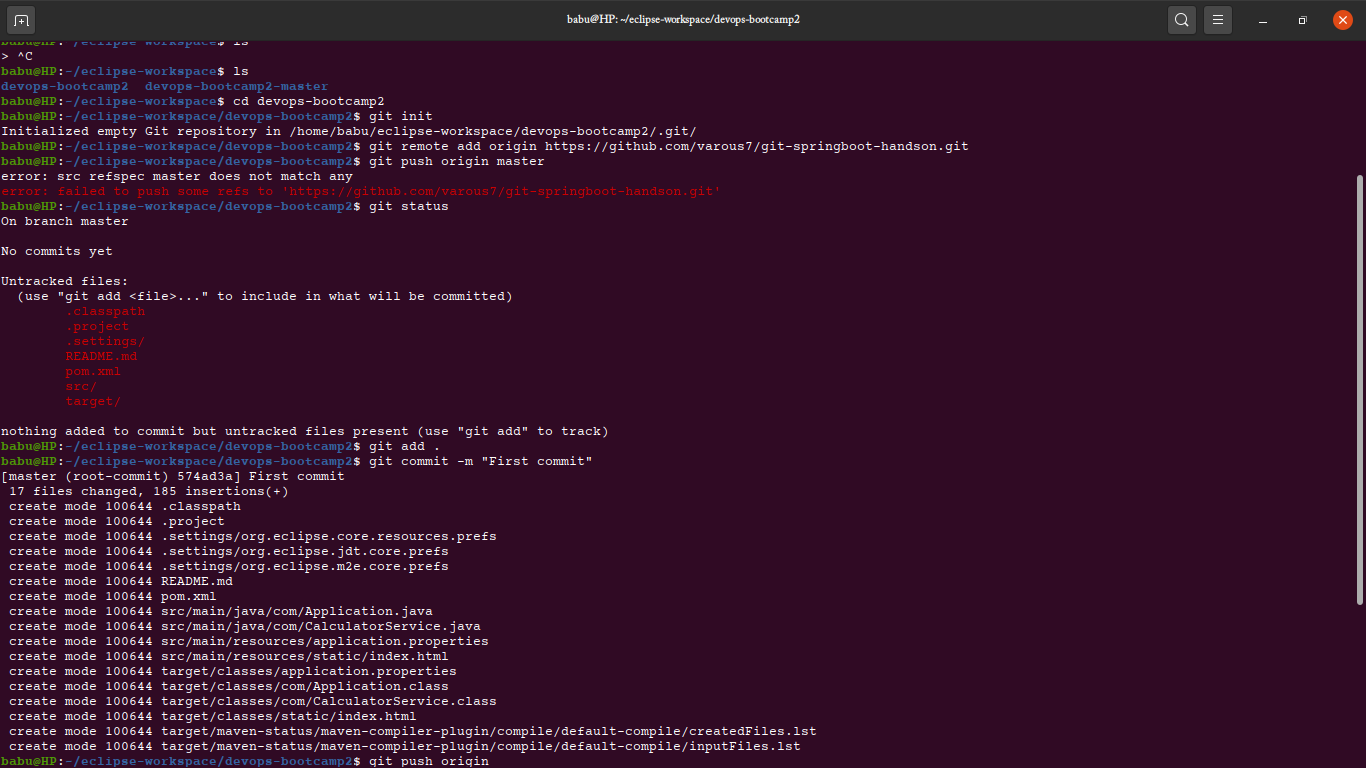 babu@HP: ~/eclipse-workspace/devops-bootcamp2
babu@HP:~/eclipse-workspace$ ls
> ^C
babu@HP:~/eclipse-workspace$ ls
devops-bootcamp2  devops-bootcamp2-master
babu@HP:~/eclipse-workspace$ cd devops-bootcamp2
babu@HP:~/eclipse-workspace/devops-bootcamp2$ git init
Initialized empty Git repository in /home/babu/eclipse-workspace/devops-bootcamp2/.git/
babu@HP:~/eclipse-workspace/devops-bootcamp2$ git remote add origin https://github.com/varous7/git-springboot-handson.git
babu@HP:~/eclipse-workspace/devops-bootcamp2$ git push origin master
error: src refspec master does not match any
error: failed to push some refs to 'https://github.com/varous7/git-springboot-handson.git'
babu@HP:~/eclipse-workspace/devops-bootcamp2$ git status
On branch master
No commits yet
Untracked files:
  (use "git add <file>..." to include in what will be committed)
        .classpath
        .project
        .settings/
        README.md
        pom.xml
        src/
        target/
nothing added to commit but untracked files present (use "git add" to track)
babu@HP:~/eclipse-workspace/devops-bootcamp2$ git add .
babu@HP:~/eclipse-workspace/devops-bootcamp2$ git commit -m "First commit"
[master (root-commit) 574ad3a] First commit
 17 files changed, 185 insertions(+)
 create mode 100644 .classpath
 create mode 100644 .project
 create mode 100644 .settings/org.eclipse.core.resources.prefs
 create mode 100644 .settings/org.eclipse.jdt.core.prefs
 create mode 100644 .settings/org.eclipse.m2e.core.prefs
 create mode 100644 README.md
 create mode 100644 pom.xml
 create mode 100644 src/main/java/com/Application.java
 create mode 100644 src/main/java/com/CalculatorService.java
 create mode 100644 src/main/resources/application.properties
 create mode 100644 src/main/resources/static/index.html
 create mode 100644 target/classes/application.properties
 create mode 100644 target/classes/com/Application.class
 create mode 100644 target/classes/com/CalculatorService.class
 create mode 100644 target/classes/static/index.html
 create mode 100644 target/maven-status/maven-compiler-plugin/compile/default-compile/createdFiles.lst
 create mode 100644 target/maven-status/maven-compiler-plugin/compile/default-compile/inputFiles.lst
babu@HP:~/eclipse-workspace/devops-bootcamp2$ git push origin